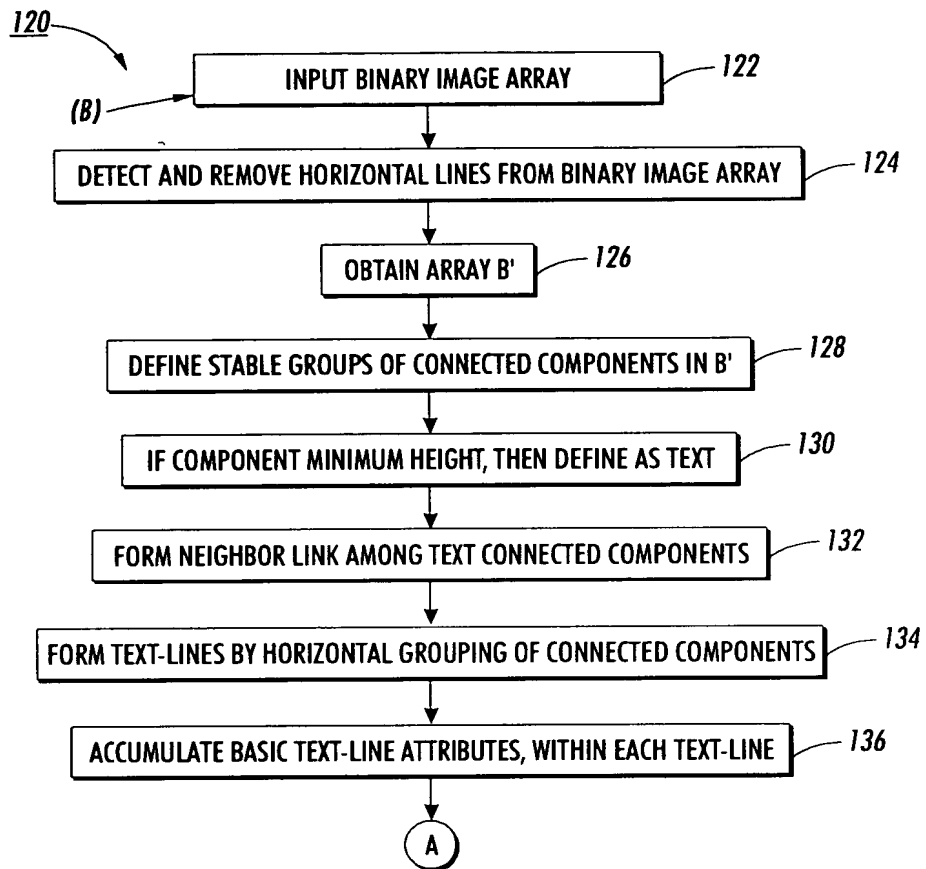 120
INPUT BINARY IMAGE ARRAY
122
(B)
DETECT AND REMOVE HORIZONTAL LINES FROM BINARY IMAGE ARRAY
124
OBTAIN ARRAY B'
126
DEFINE STABLE GROUPS OF CONNECTED COMPONENTS IN B'
128
IF COMPONENT MINIMUM HEIGHT, THEN DEFINE AS TEXT
130
FORM NEIGHBOR LINK AMONG TEXT CONNECTED COMPONENTS
132
FORM TEXT-LINES BY HORIZONTAL GROUPING OF CONNECTED COMPONENTS
134
ACCUMULATE BASIC TEXT-LINE ATTRIBUTES, WITHIN EACH TEXT-LINE
136
A